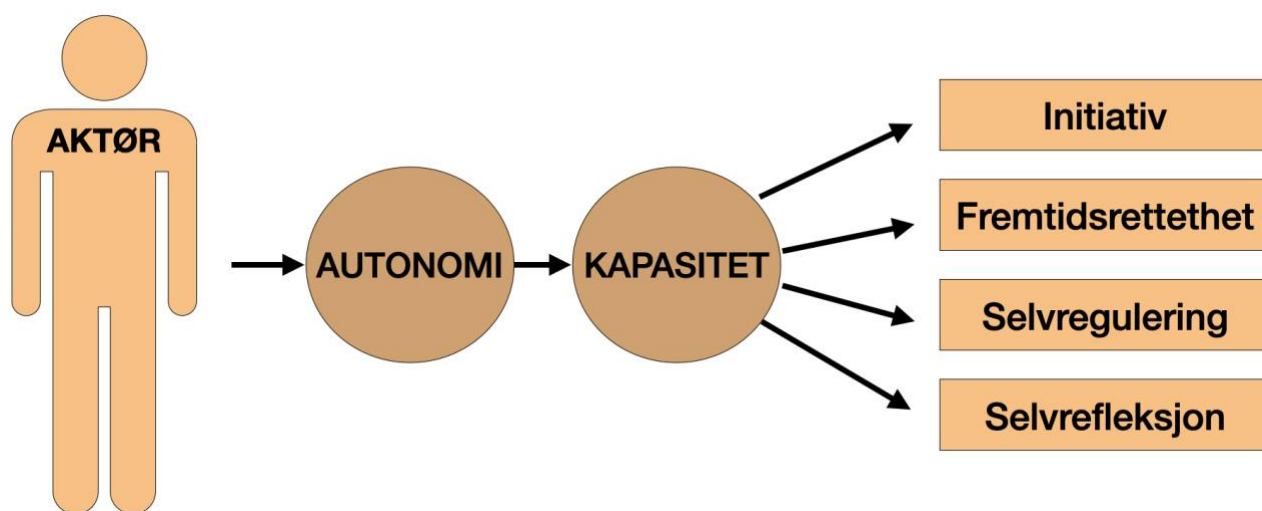 AKTØR
AUTONOMI
KAPASITET
Initiativ
Fremtidsrettethet
Selvregulering
Selvrefleksjon